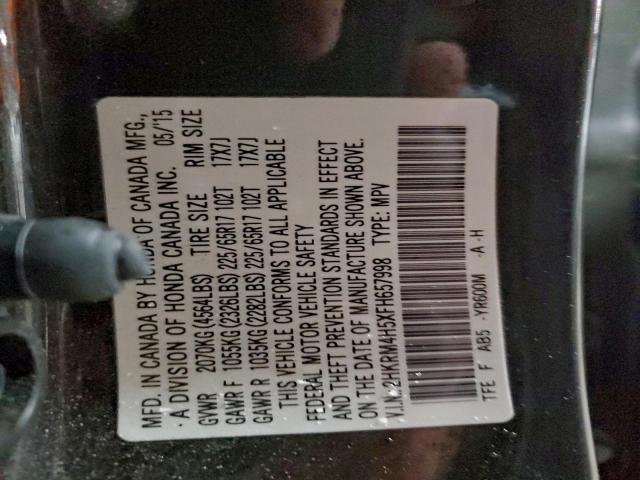 MFD. IN CANADA BY HONDA OF CANADA MFG.,
A DIVISION OF HONDA CANADA INC. 05/'15
GVWR 2070KG(4564LBS) TIRE SIZE RIM SIZE
GAWR F 1055KG(2326LBS) 225/65R17 102T 17X7J
GAWR R 1035KG(2282LBS) 225/65R17 102T 17X7J
THIS VEHICLE CONFORMS TO ALL APPLICABLE
FEDERAL MOTOR VEHICLE SAFETY
AND THEFT PREVENTION STANDARDS IN EFFECT
ON THE DATE OF MANUFACTURE SHOWN ABOVE.
V.I.N.:2HKRM4H5XFH657998 TYPE: MPV
TFE F AB5 -YR600M -A-H